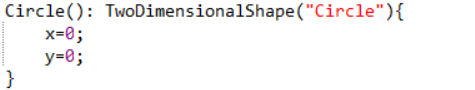 Circle(): TwoDimensionalShape("Circle"){
x=0;
y=0;
}